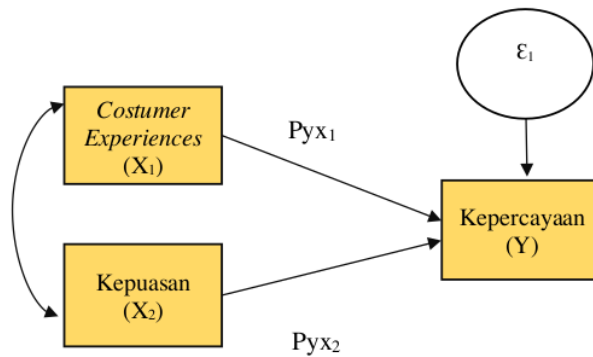 ε₁
Costumer
Experiences
(X₁)
Pyx₁
Kepercayaan
(Y)
Kepuasan
(X₂)
Pyx₂